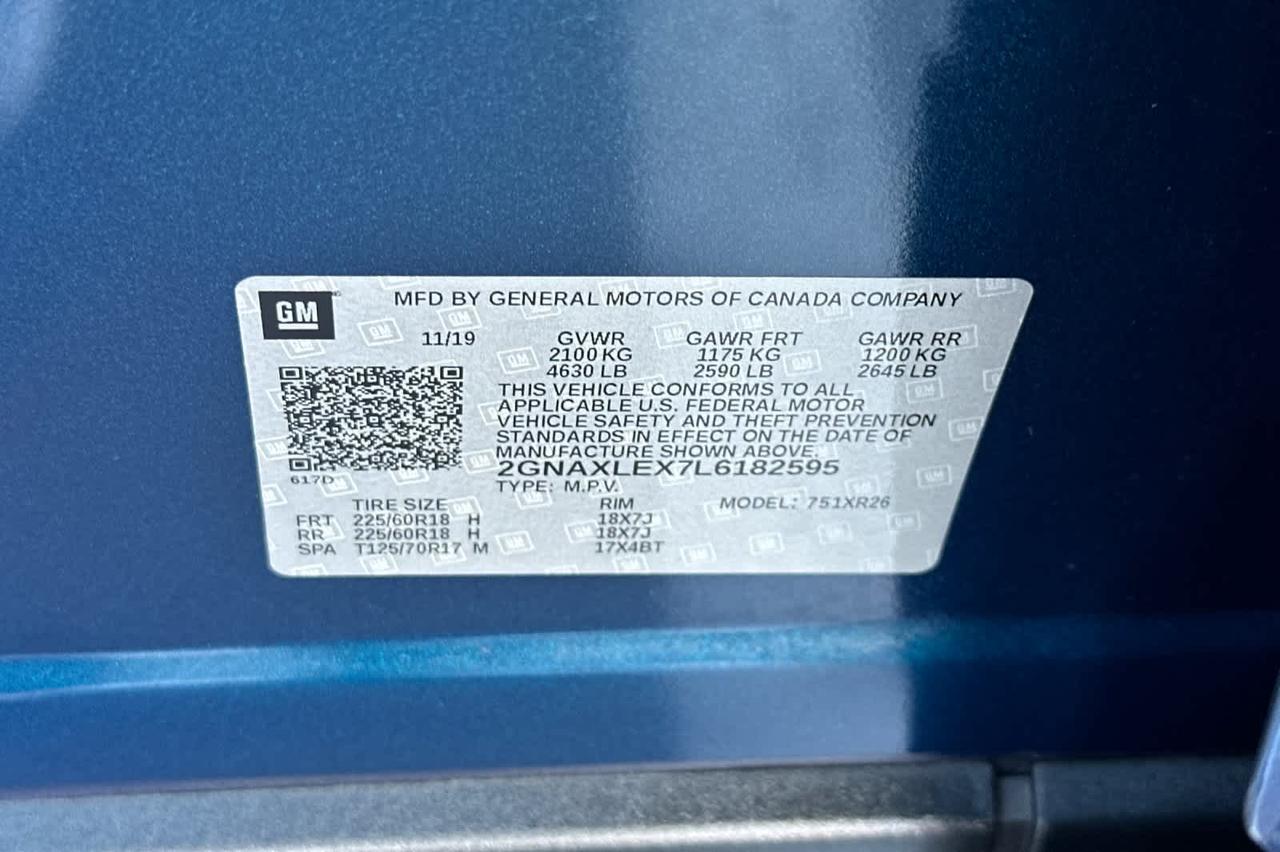 GM
MFD BY GENERAL MOTORS OF CANADA COMPANY
11/19 GVWR GAWR FRT GAWR RR
2100 KG 1175 KG 1200 KG
4630 LB 2590 LB 2645 LB
THIS VEHICLE CONFORMS TO ALL
APPLICABLE U.S. FEDERAL MOTOR
VEHICLE SAFETY AND THEFT PREVENTION
STANDARDS IN EFFECT ON THE DATE OF
MANUFACTURE SHOWN ABOVE.
2GNAXLEX7L6182595
617D
TYPE: M.P.V.
TIRE SIZE RIM MODEL: 751XR26
FRT 225/60R18 H 18X7J
RR 225/60R18 H 18X7J
SPA T125/70R17 M 17X4BT